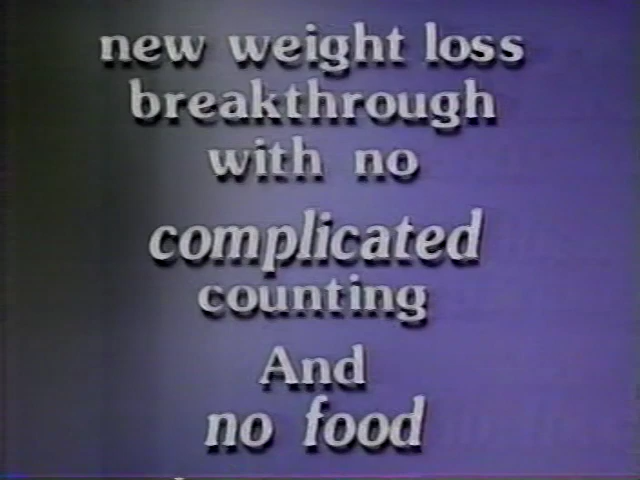 new weight loss
breakthrough
with no
complicated
counting
And
no food